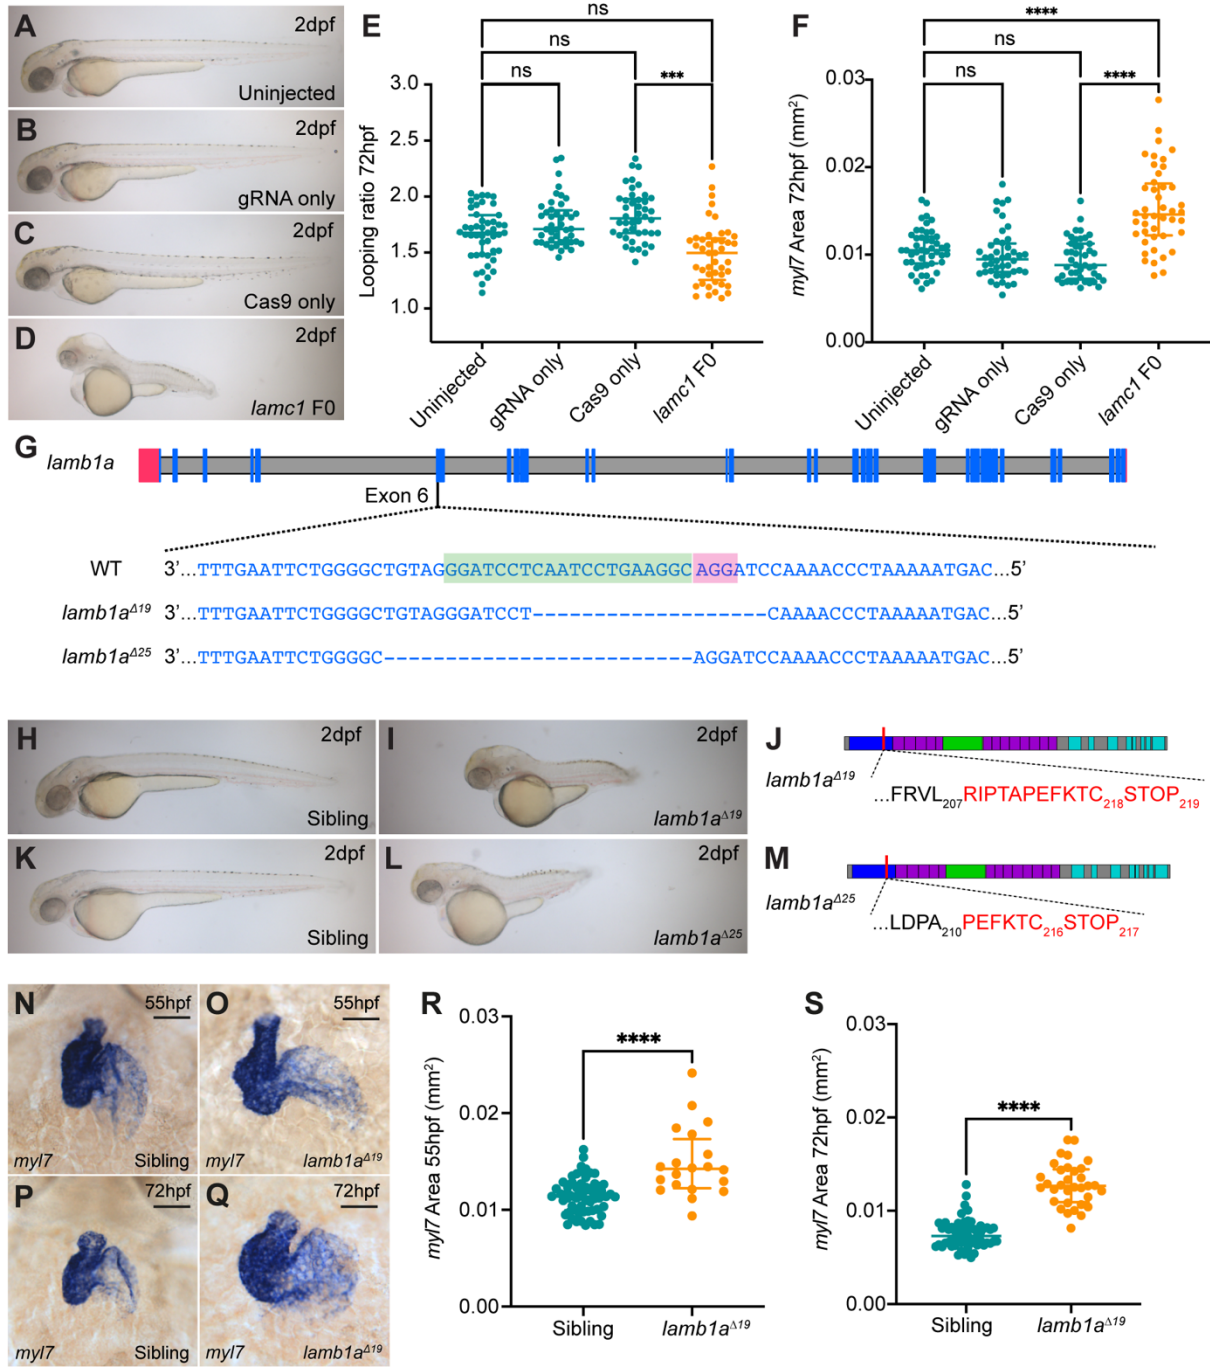 A
2dpf
Uninjected
B
2dpf
gRNA only
C
2dpf
Cas9 only
D
2dpf
lamc1 F0
E
ns
ns
ns
***
Looping ratio 72hpf
3.0
2.5
2.0
1.5
1.0
Uninjected
gRNA only
Cas9 only
lamc1 F0
F
****
ns
ns
****
myl7 Area 72hpf (mm²)
0.03
0.02
0.01
0.00
Uninjected
gRNA only
Cas9 only
lamc1 F0
G
lamb1a
Exon 6
WT 3’...TTTGAATTCTGGGGCTGTAGGGATCCTCAATCCTGAAGGCAGGATCCAAAACCCTAAAAATGAC...5’
lamb1aΔ19 3’...TTTGAATTCTGGGGCTGTAGGGATCCT-------------------CAAAACCCTAAAAATGAC...5’
lamb1aΔ25 3’...TTTGAATTCTGGGGC-------------------------AGGATCCAAAACCCTAAAAATGAC...5’
H
2dpf
Sibling
I
2dpf
lamb1aΔ19
J
lamb1aΔ19
...FRVL207RIPTAPEFKTC218STOP219
K
2dpf
Sibling
L
2dpf
lamb1aΔ25
M
lamb1aΔ25
...LDPA210PEFKTC216STOP217
N
55hpf
myl7
Sibling
O
55hpf
lamb1aΔ19
P
72hpf
myl7
Sibling
Q
72hpf
myl7
lamb1aΔ19
R
****
myl7 Area 55hpf (mm²)
0.03
0.02
0.01
0.00
Sibling
lamb1aΔ19
S
****
myl7 Area 72hpf (mm²)
0.03
0.02
0.01
0.00
Sibling
lamb1aΔ19